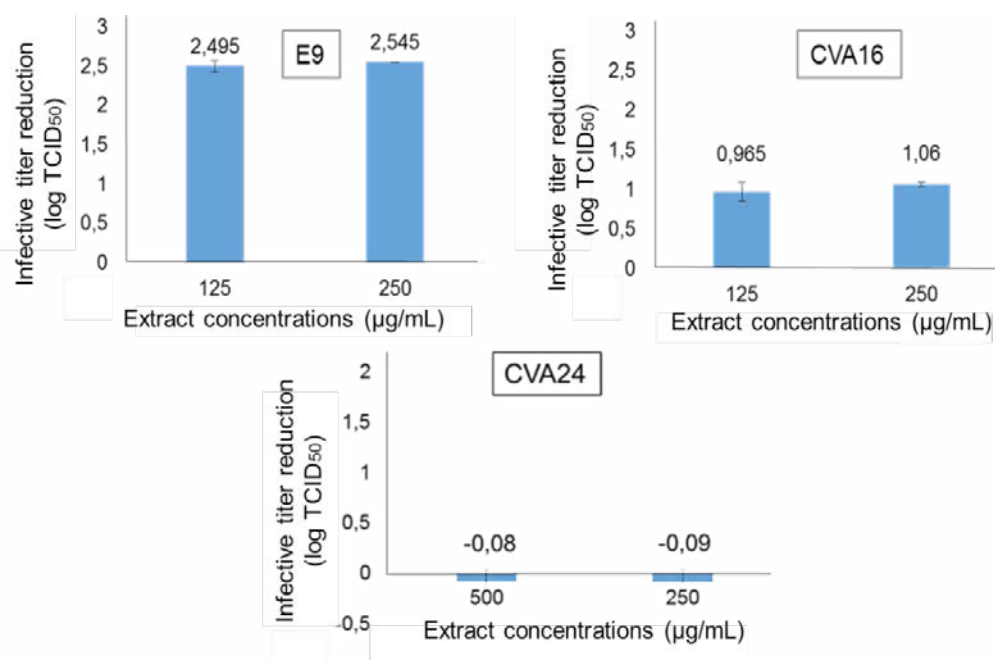 E9
Infective titer reduction
(log TCID50)
3
2,5
2
1,5
1
0,5
0
2,495
2,545
125
250
Extract concentrations (µg/mL)
CVA16
Infective titer reduction
(log TCID50)
3
2,5
2
1,5
1
0,5
0
0,965
1,06
125
250
Extract concentrations (µg/mL)
CVA24
Infective titer reduction
(log TCID50)
2
1,5
1
0,5
0
-0,5
-0,08
-0,09
500
250
Extract concentrations (µg/mL)